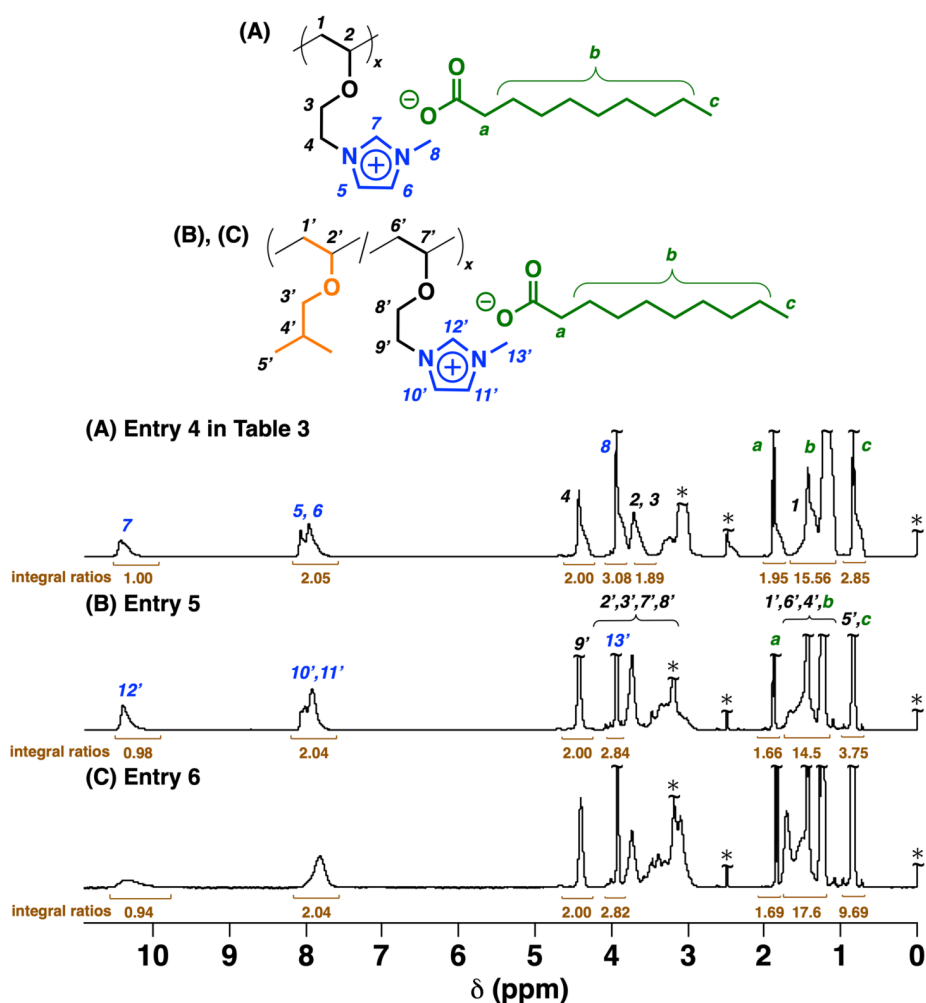 (A)
1
2
x
O
3
4
N
7
N
8
+
5
6
−
O
O
a
b
c
(B), (C)
1'
2'
6'
7'
x
O
3'
4'
5'
O
8'
9'
N
12'
N
13'
+
10'
11'
−
O
O
a
b
c
(A) Entry 4 in Table 3
7
5, 6
4
8
2, 3
*
*
a
1
b
c
*
integral ratios
1.00
2.05
2.00
3.08
1.89
1.95
15.56
2.85
(B) Entry 5
12'
10',11'
9'
2',3',7',8'
13'
*
*
a
1',6',4',b
5',c
*
integral ratios
0.98
2.04
2.00
2.84
1.66
14.5
3.75
(C) Entry 6
*
*
*
integral ratios
0.94
2.04
2.00
2.82
1.69
17.6
9.69
10 9 8 7 6 5 4 3 2 1 0
δ (ppm)